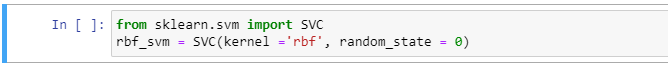 In [ ]: from sklearn.svm import SVC
rbf_svm = SVC(kernel ='rbf', random_state = 0)